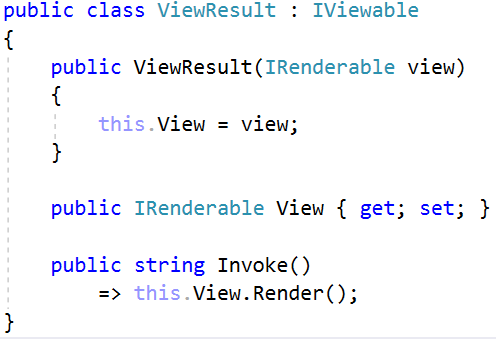 public class ViewResult : IViewable
{
    public ViewResult(IRenderable view)
    {
        this.View = view;
    }

    public IRenderable View { get; set; }

    public string Invoke()
        => this.View.Render();
}